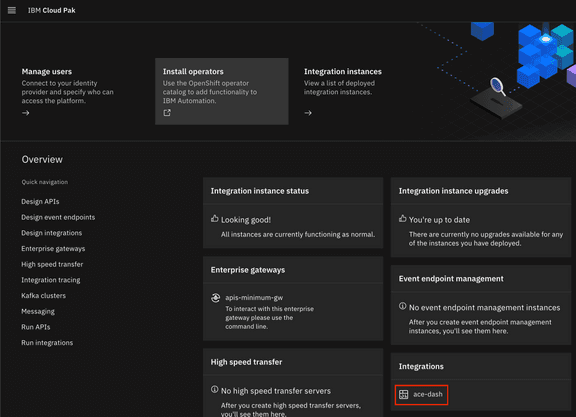 IBM Cloud Pak
Manage users
Connect to your identity
provider and specify who can
access the platform.
Install operators
Use the OpenShift operator
catalog to add functionality to
IBM Automation.
Integration instances
View a list of deployed
integration instances.
Overview
Quick navigation
Design APIs
Design event endpoints
Design integrations
Enterprise gateways
High speed transfer
Integration tracing
Kafka clusters
Messaging
Run APIs
Run integrations
Integration instance status
Looking good!
All instances are currently functioning as normal.
Enterprise gateways
apis-minimum-gw
To interact with this enterprise
gateway please use the
command line.
High speed transfer
No high speed transfer servers
After you create high speed transfer servers,
you'll see them here.
Integration instance upgrades
You're up to date
There are currently no upgrades available for any
of the instances you have deployed.
Event endpoint management
No event endpoint management instances
After you create event endpoint management
instances, you'll see them here.
Integrations
ace-dash